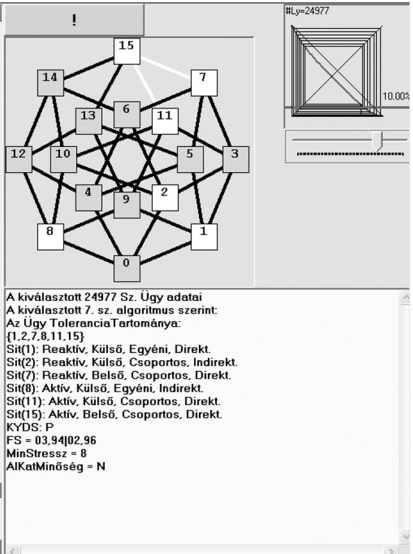 !
#Ly=24977
10.00%
15
14
7
13
6
11
12
10
5
3
4
9
2
8
1
0
A kiválasztott 24977 Sz. Ügy adatai
A kiválasztott 7. sz. algoritmus szerint:
Az Ügy ToleranciaTartománya:
{1,2,7,8,11,15}
Sit(1): Reaktív, Külső, Egyéni, Direkt.
Sit(2): Reaktív, Külső, Csoportos, Indirekt.
Sit(7): Reaktív, Belső, Csoportos, Direkt.
Sit(8): Aktív, Külső, Egyéni, Indirekt.
Sit(11): Aktív, Külső, Csoportos, Direkt.
Sit(15): Aktív, Belső, Csoportos, Direkt.
KYDS: P
FS = 03,94|02,96
MinStressz = 8
AlKatMinőség = N